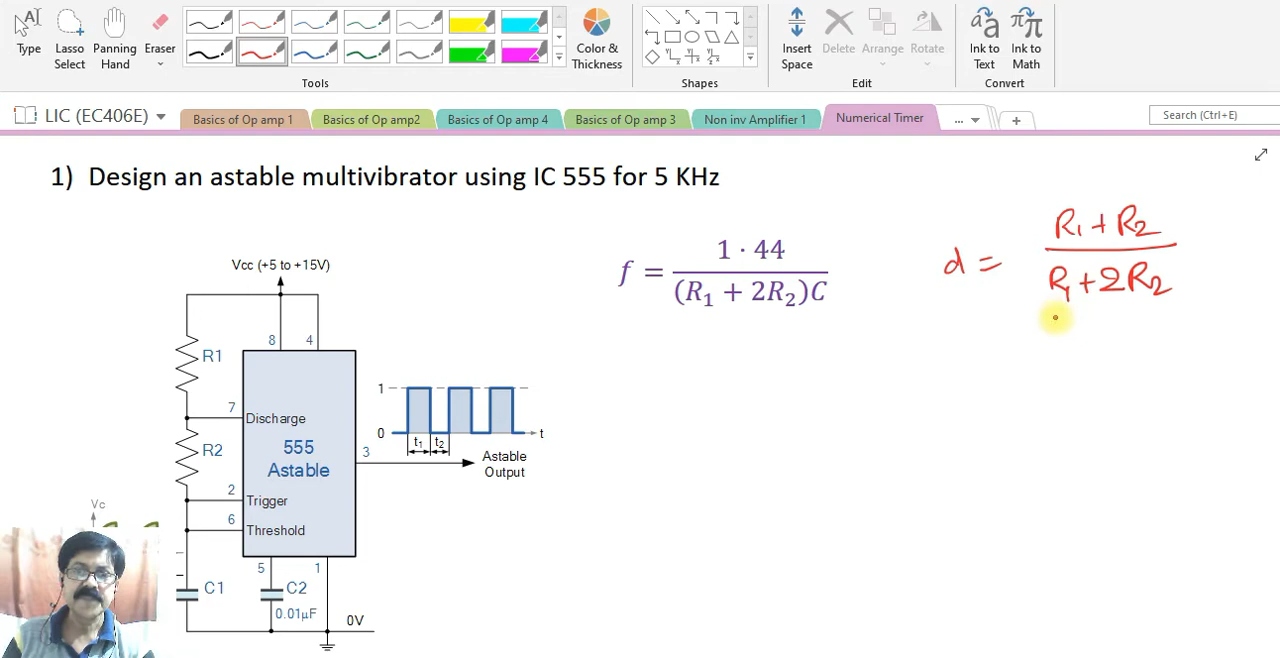 Type
Lasso
Select
Panning
Hand
Eraser
Tools
Color &
Thickness
Shapes
Insert
Space
Delete
Arrange
Rotate
Edit
Ink to
Text
Ink to
Math
Convert
LIC (EC406E)
Basics of Op amp 1
Basics of Op amp2
Basics of Op amp 4
Basics of Op amp 3
Non inv Amplifier 1
Numerical Timer
...
Search (Ctrl+E)
1) Design an astable multivibrator using IC 555 for 5 KHz
f = 1·44 / (R₁ + 2R₂)C
d = R₁ + R₂ / R₁ + 2R₂
Vcc (+5 to +15V)
8
4
R1
7
Discharge
R2
555
Astable
2
Trigger
6
Threshold
3
1
0
t₁
t₂
t
Astable
Output
Vc
C1
5
C2
0.01µF
1
0V